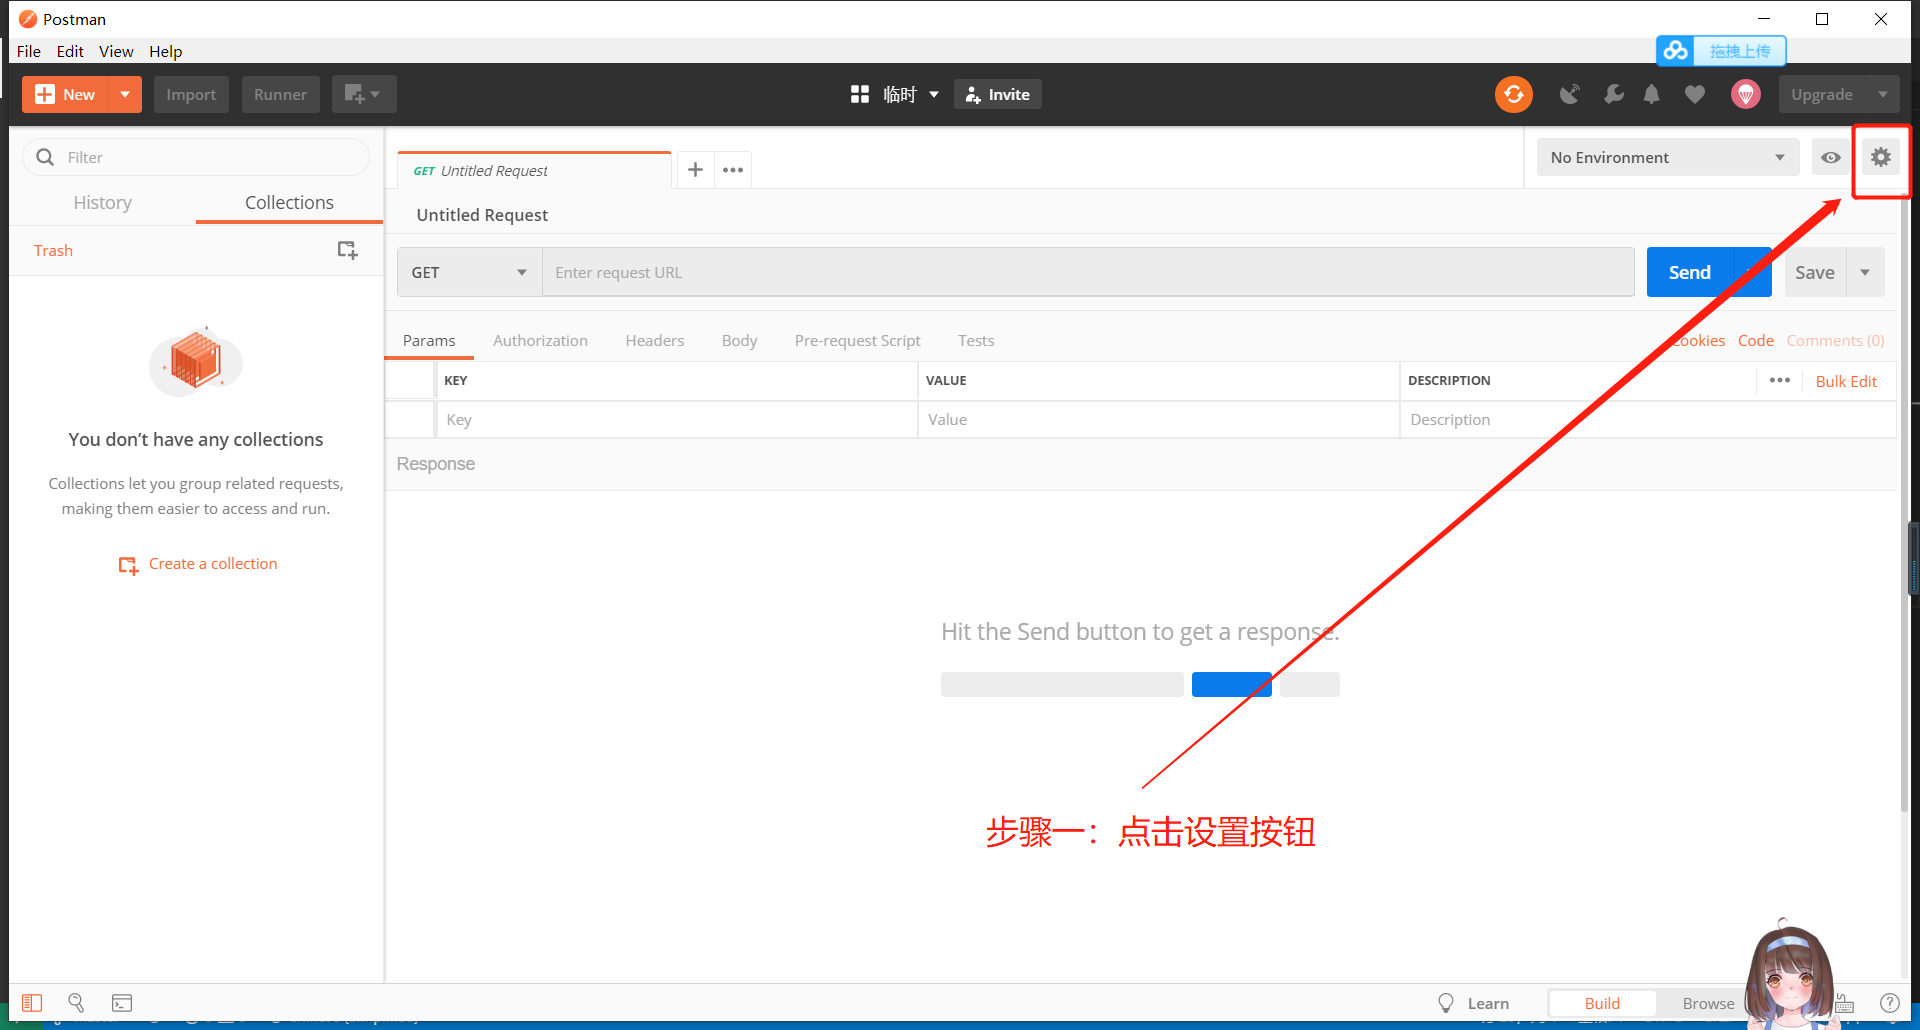 Postman
File Edit View Help
拖拽上传
New Import Runner 临时 Invite Upgrade
Filter
History Collections
Trash
You don’t have any collections
Collections let you group related requests,
making them easier to access and run.
Create a collection
GET Untitled Request
No Environment
Untitled Request
GET Enter request URL Send Save
Params Authorization Headers Body Pre-request Script Tests Cookies Code Comments (0)
KEY VALUE DESCRIPTION Bulk Edit
Key Value Description
Response
Hit the Send button to get a response.
步骤一：点击设置按钮
Learn Build Browse